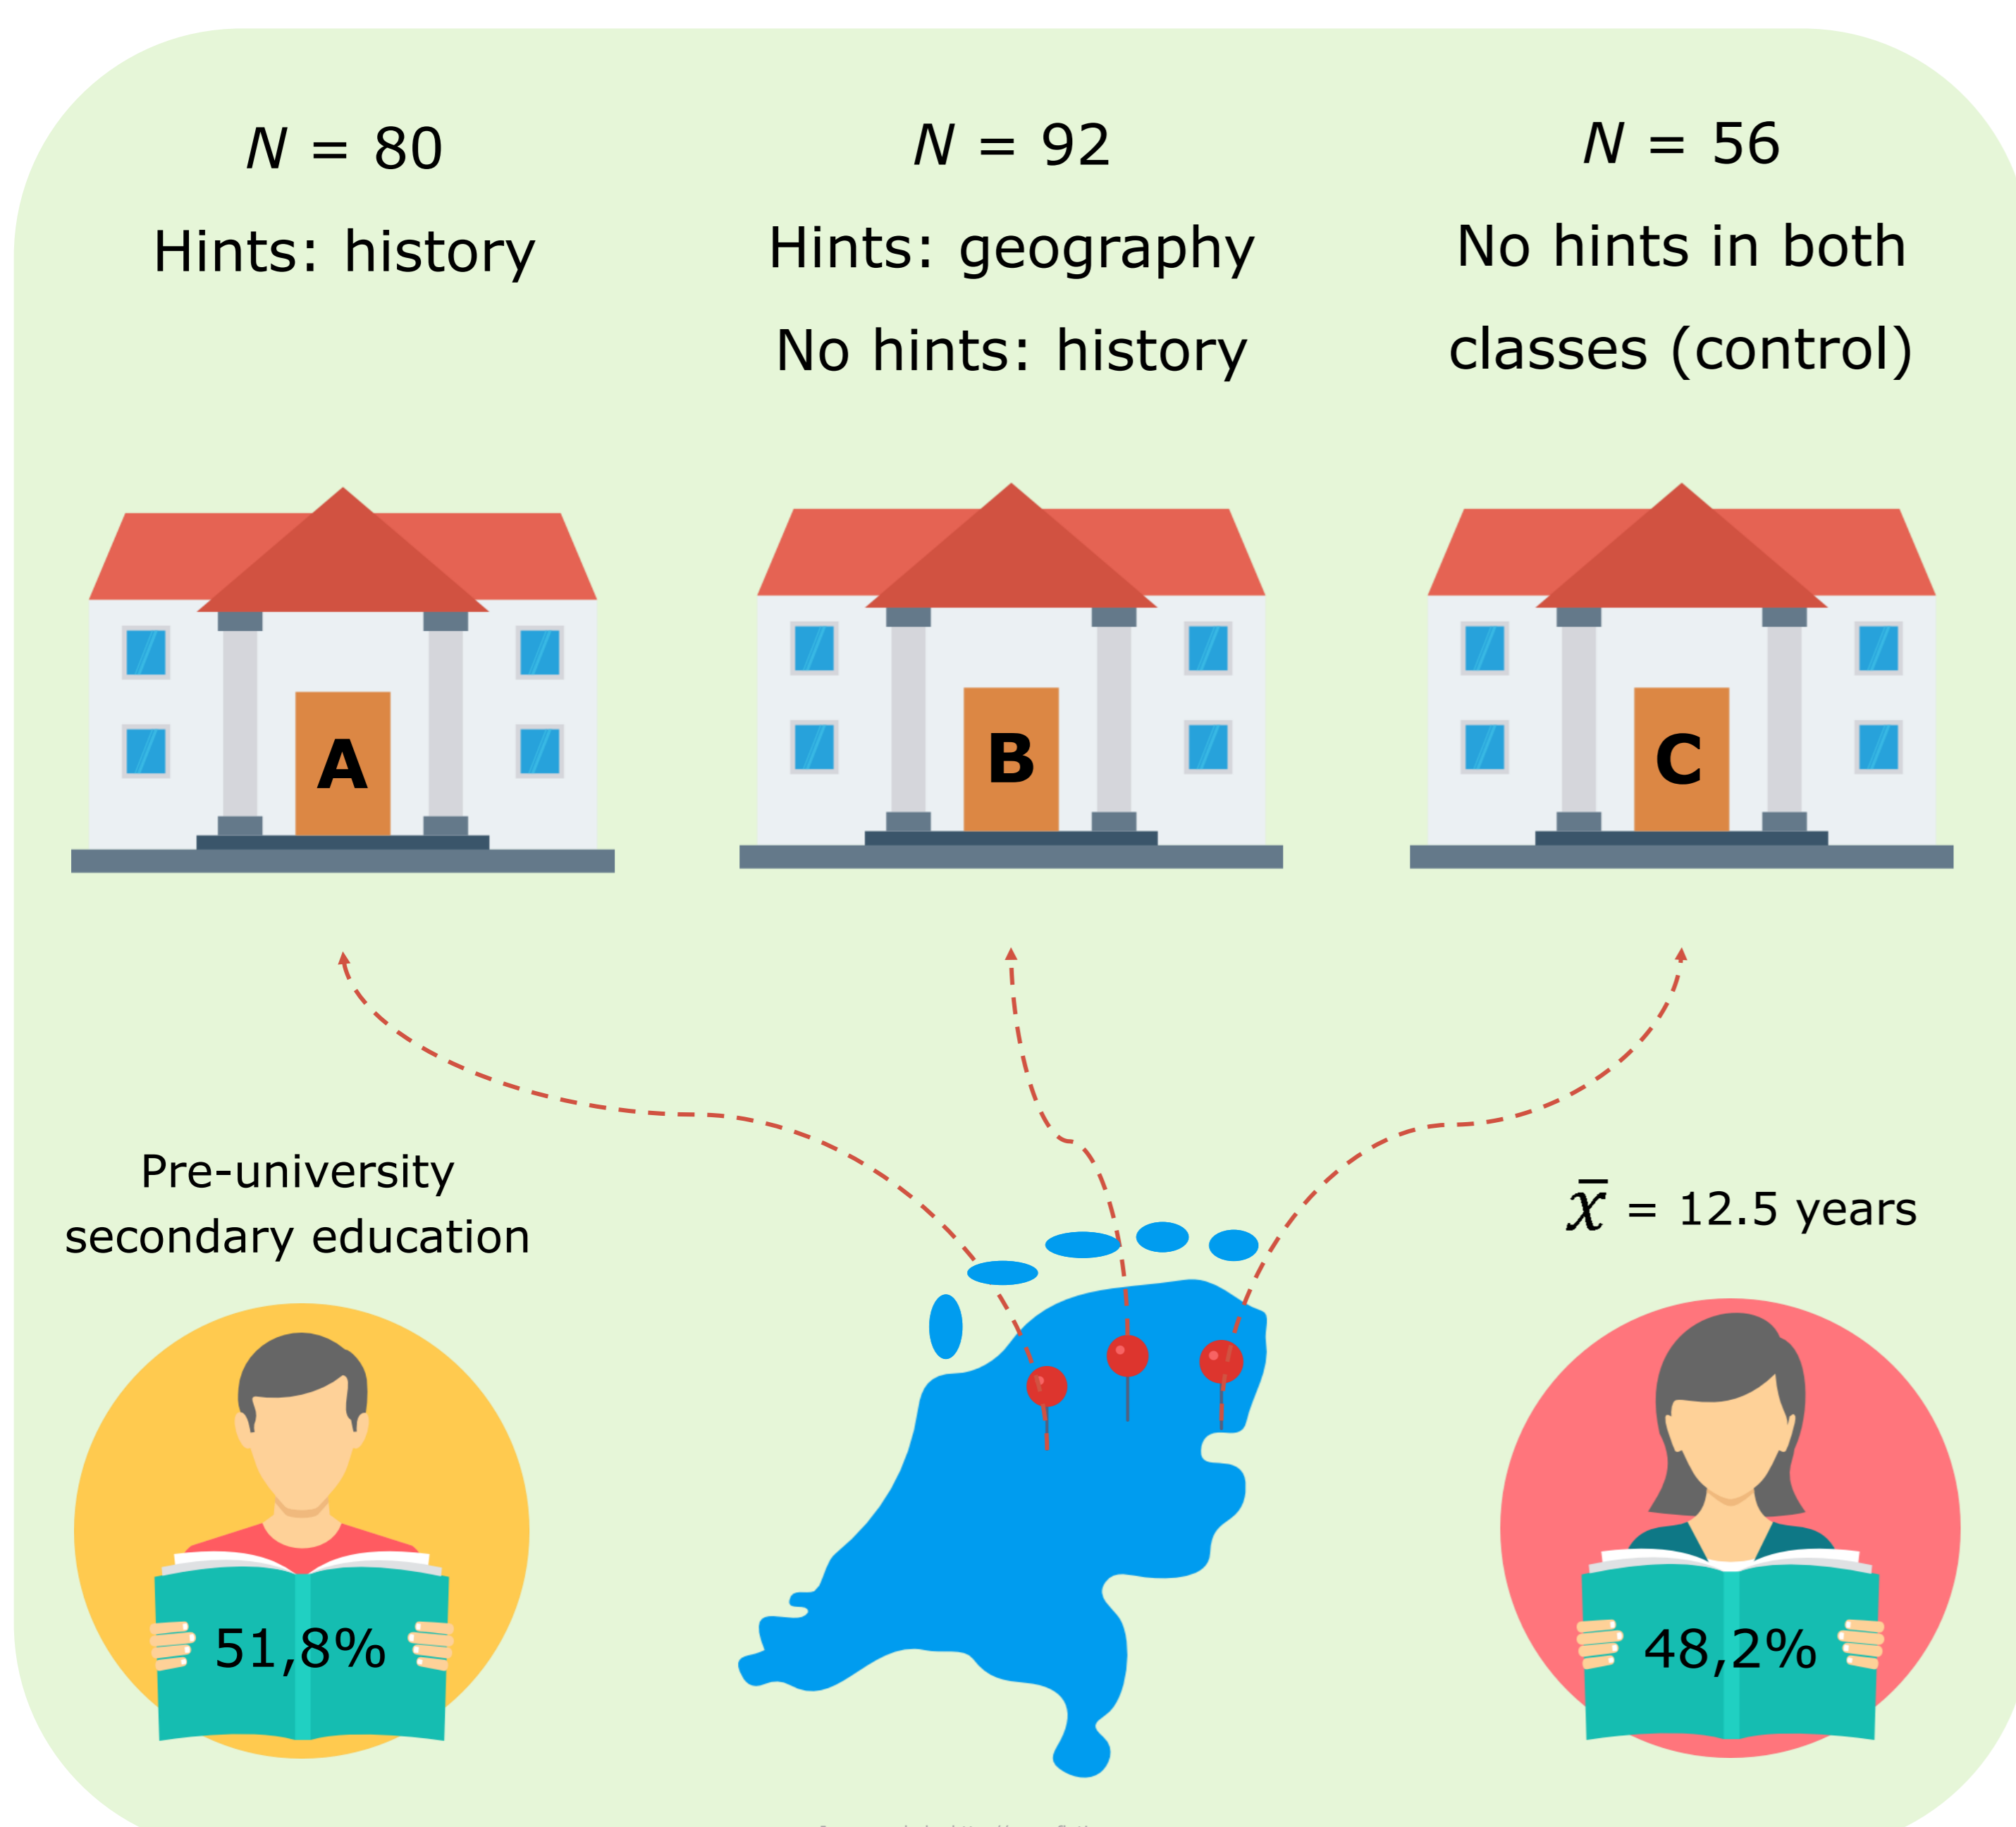 N = 80
Hints: history
N = 92
Hints: geography
No hints: history
N = 56
No hints in both
classes (control)
A
B
C
Pre-university
secondary education
x̅ = 12.5 years
51,8%
48,2%